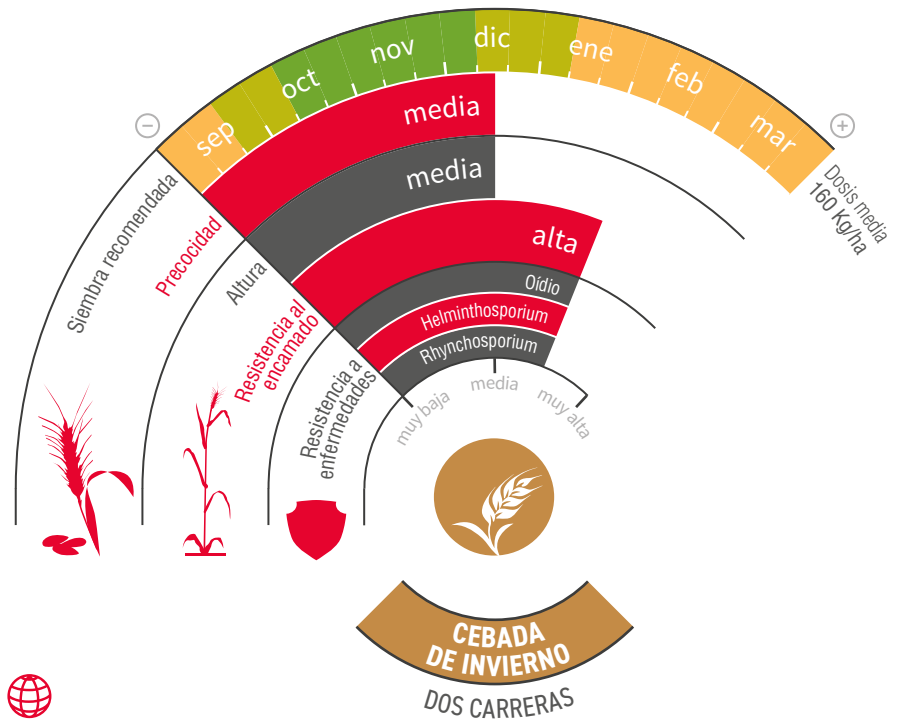 sep
oct
nov
dic
ene
feb
mar
−
+
Dosis media
160 Kg/ha
Siembra recomendada
Precocidad
media
Altura
media
Resistencia al
encamado
alta
Resistencia a
enfermedades
Oídio
Helminthosporium
Rhynchosporium
muy baja
media
muy alta
CEBADA
DE INVIERNO
DOS CARRERAS